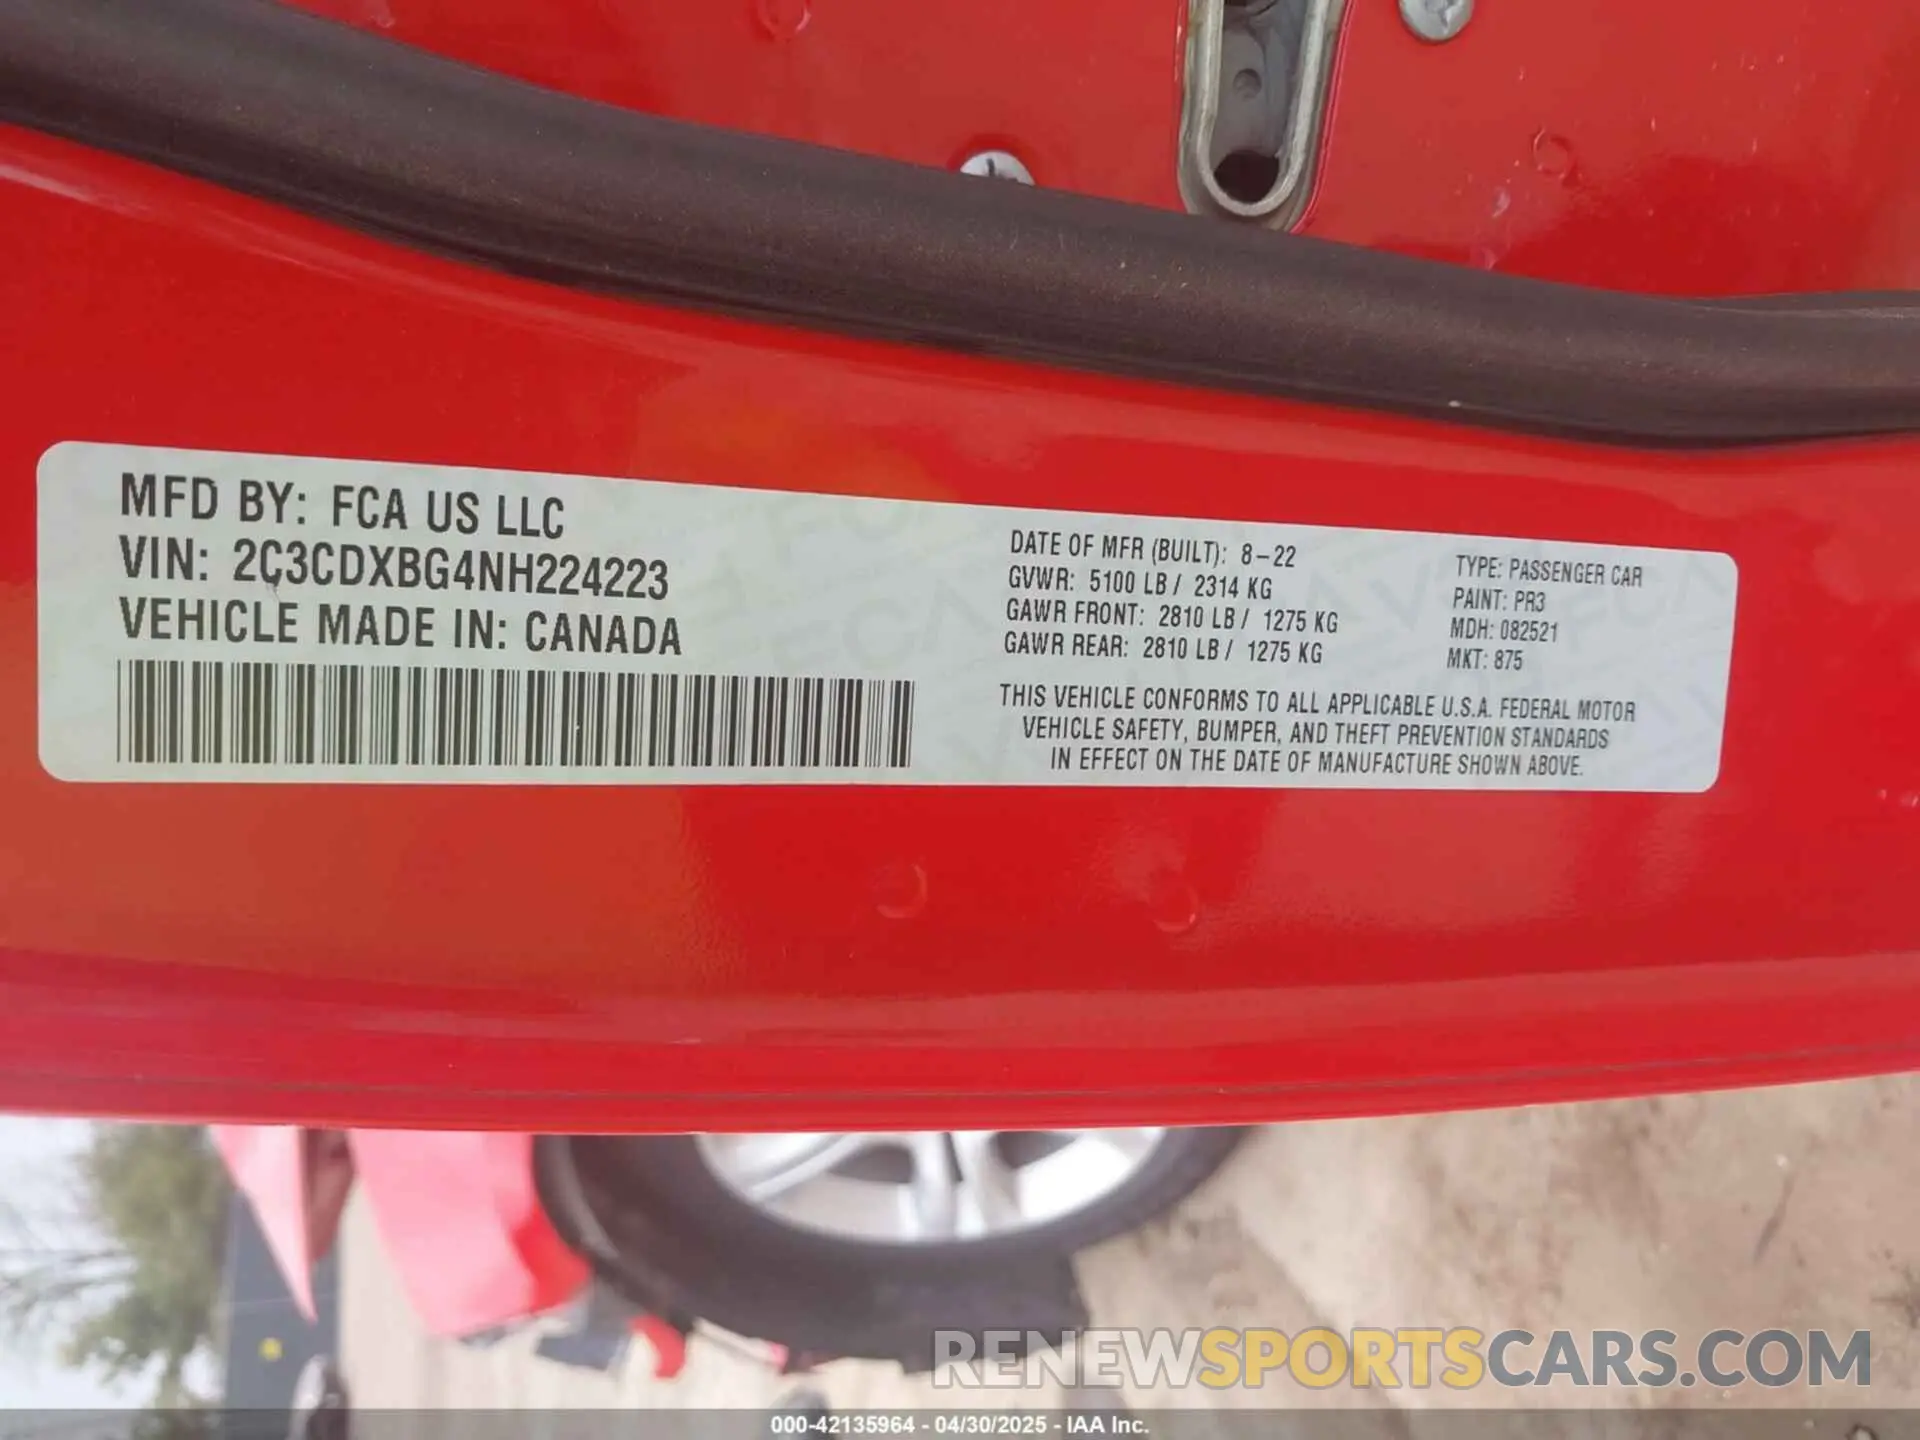 MFD BY: FCA US LLC
VIN: 2C3CDXBG4NH224223
VEHICLE MADE IN: CANADA
DATE OF MFR (BUILT): 8-22
GVWR: 5100 LB / 2314 KG
GAWR FRONT: 2810 LB / 1275 KG
GAWR REAR: 2810 LB / 1275 KG
TYPE: PASSENGER CAR
PAINT: PR3
MDH: 082521
MKT: 875
THIS VEHICLE CONFORMS TO ALL APPLICABLE U.S.A. FEDERAL MOTOR
VEHICLE SAFETY, BUMPER, AND THEFT PREVENTION STANDARDS
IN EFFECT ON THE DATE OF MANUFACTURE SHOWN ABOVE.
RENEWSPORTSCARS.COM
000-42135964 - 04/30/2025 - IAA Inc.